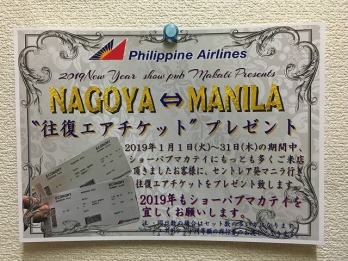 Philippine Airlines
2019 New Year show pub Makati Presents
NAGOYA ⇔ MANILA
"往復エアチケット" プレゼント
2019年1月1日(火)~31日(木)の期間中、
ショーパブマカティにもっとも多くご来店
頂きましたお客様に、セントレア発マニラ行き
往復エアチケットをプレゼント致します。
2019年もショーパブマカティを
宜しくお願いします。
ECONOMY
ECONOMY